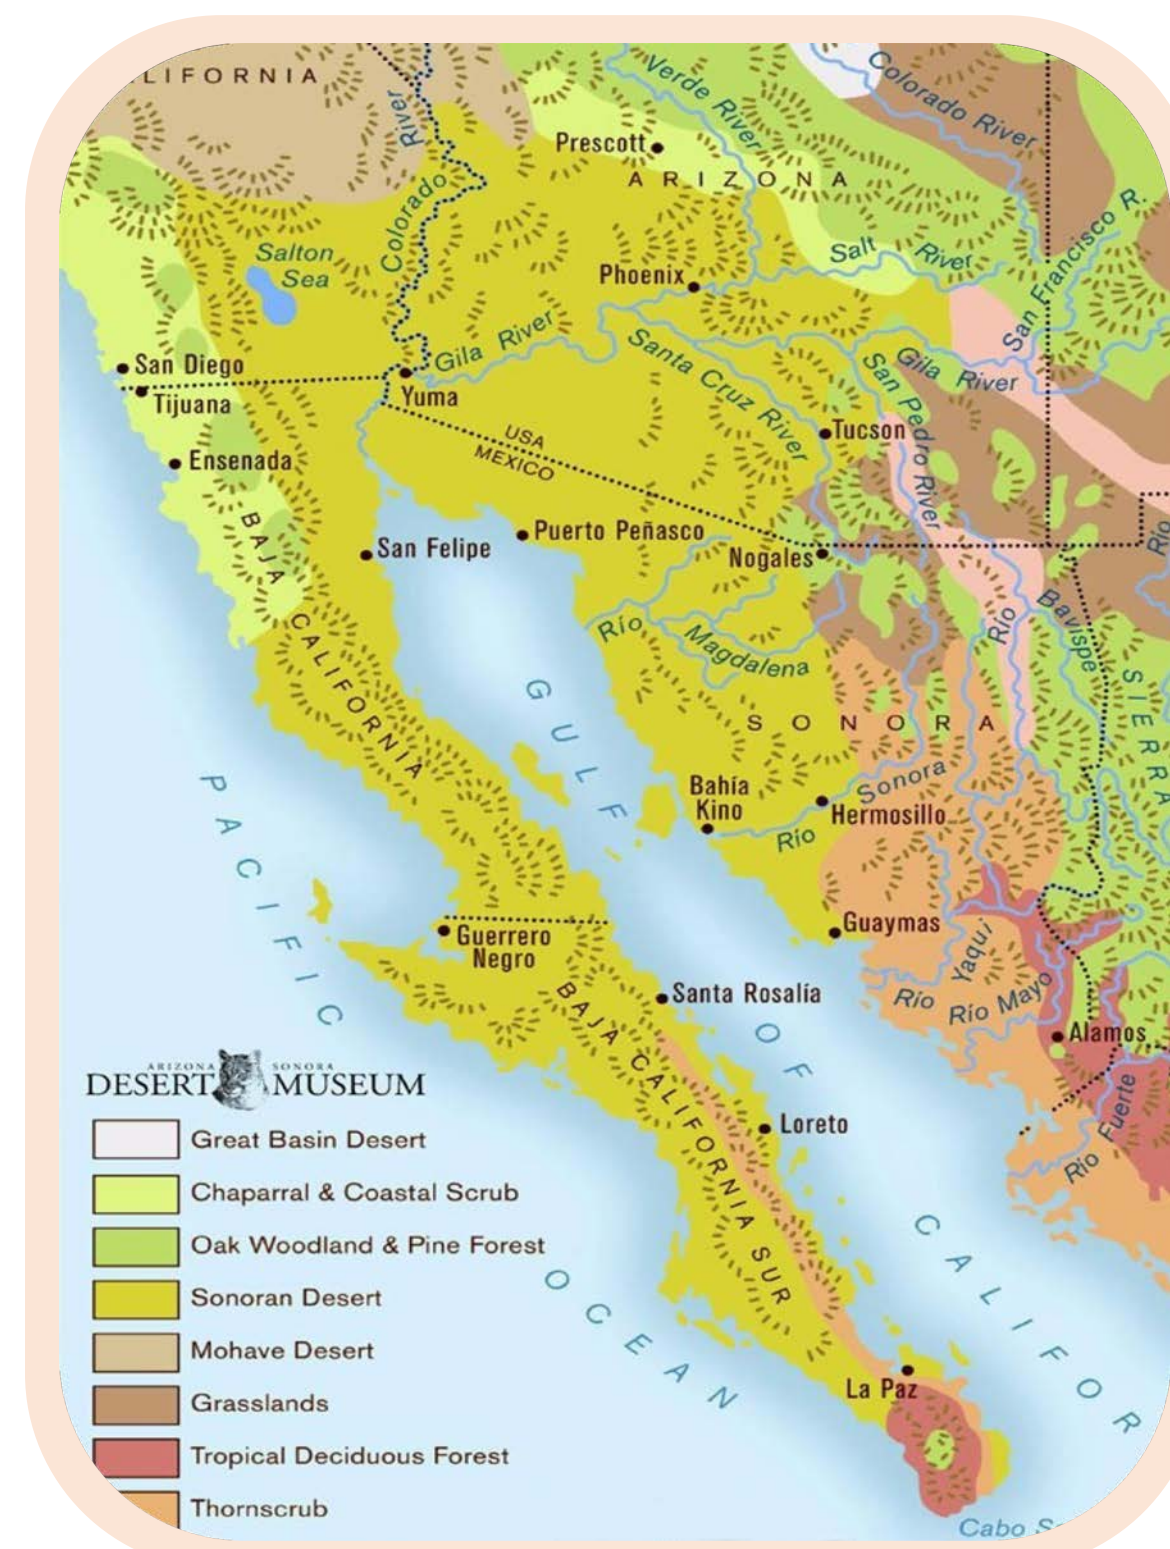 LIFORNIA
River
Colorado
Verde River
Colorado River
Prescott
ARIZONA
San Francisco R.
Salton
Sea
Phoenix
Salt River
Gila River
Santa Cruz River
San Pedro River
Gila River
San Diego
Tijuana
Yuma
USA
MEXICO
Tucson
Ensenada
San Felipe
Puerto Peñasco
Nogales
Río
BAJA CALIFORNIA
Río Magdalena
Río Bavispe
SIERRA
SONORA
GULF OF CALIFOR
PACIFIC OCEAN
Bahía
Kino
Río Sonora
Hermosillo
Guaymas
Guerrero
Negro
Río Yaqui
Río Mayo
Santa Rosalía
BAJA CALIFORNIA SUR
Alamos
Río Fuerte
Loreto
La Paz
Cabo S
ARIZONA SONORA
DESERT MUSEUM
Great Basin Desert
Chaparral & Coastal Scrub
Oak Woodland & Pine Forest
Sonoran Desert
Mohave Desert
Grasslands
Tropical Deciduous Forest
Thornscrub